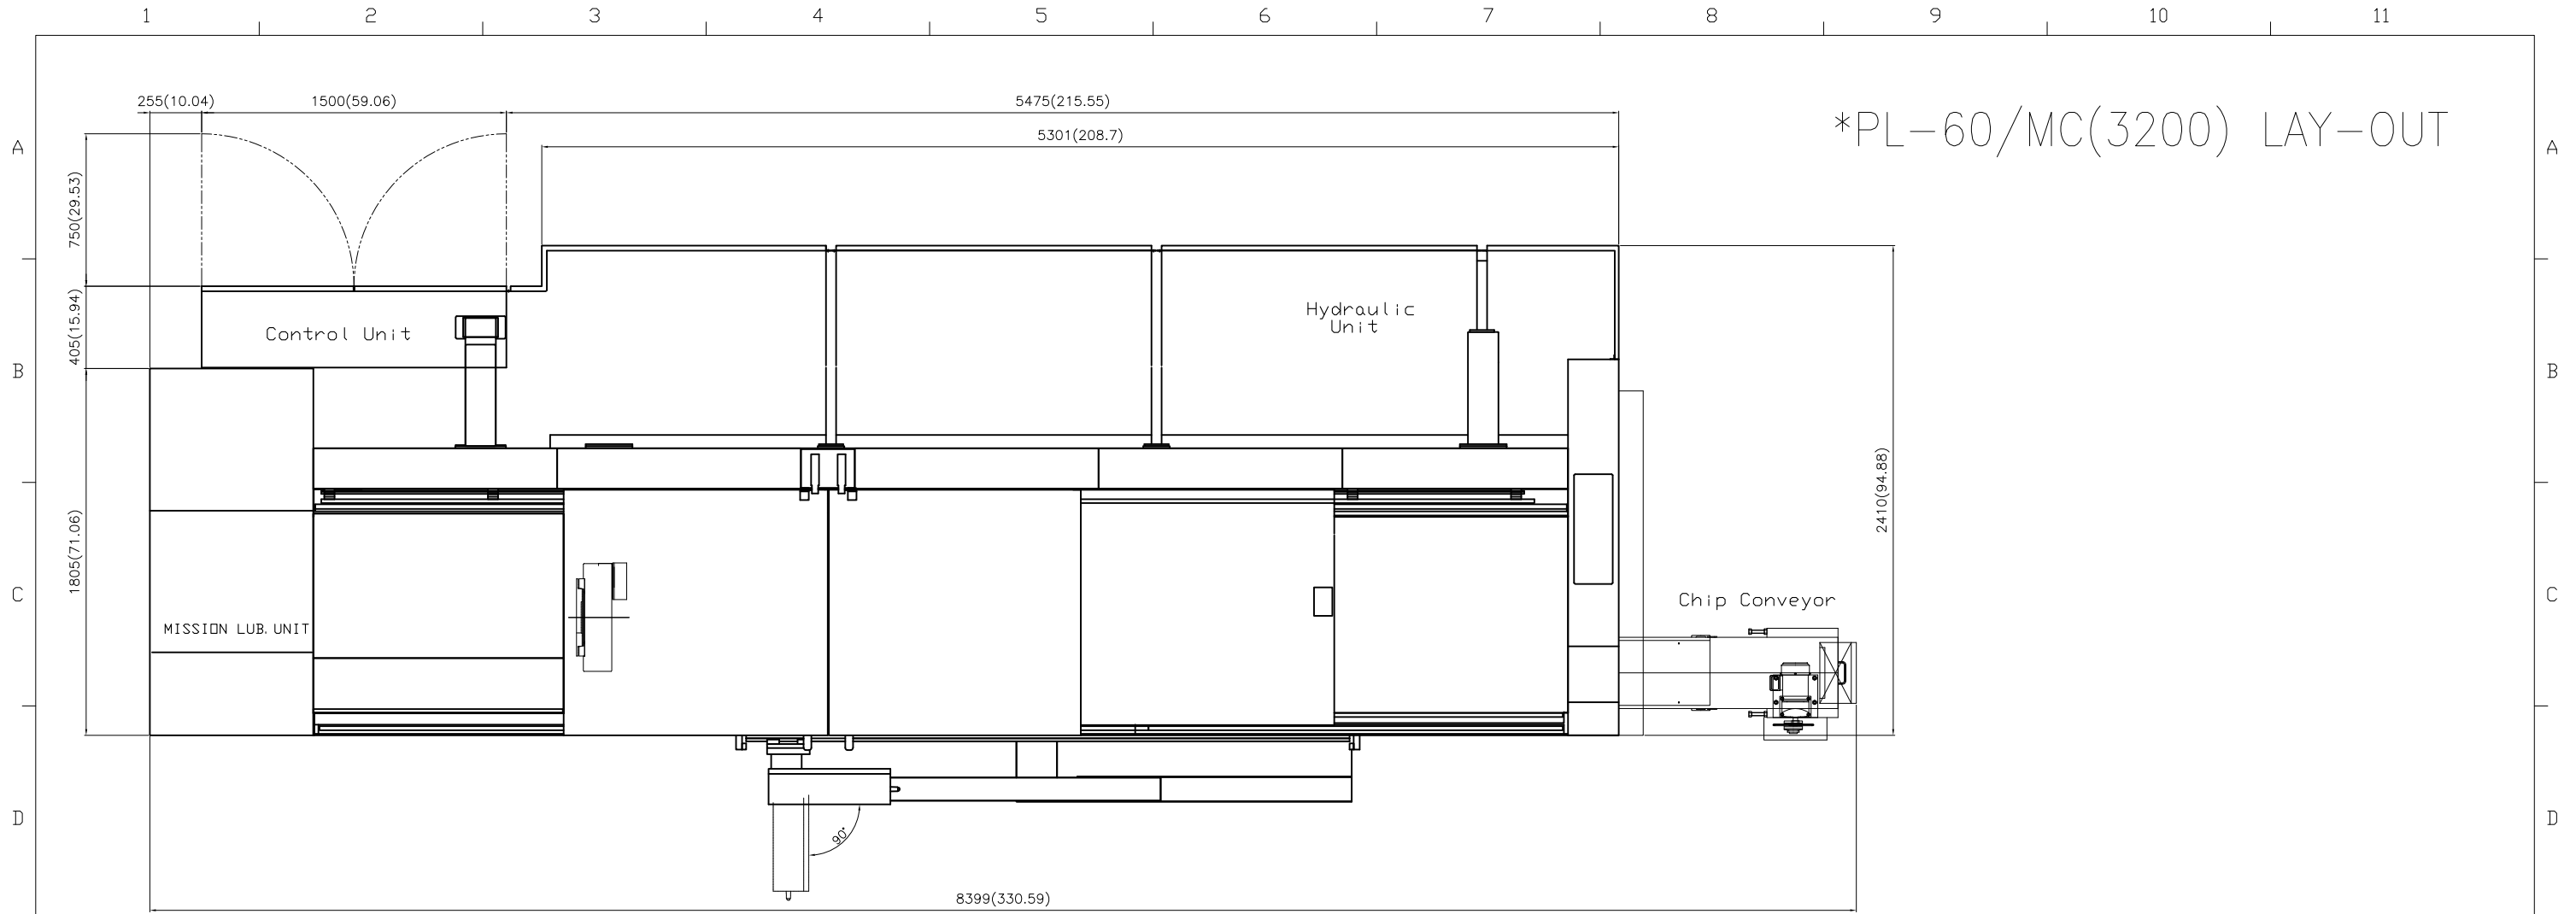 1 2 3 4 5 6 7 8 9 10 11
255(10.04) 1500(59.06) 5475(215.55)
*PL-60/MC(3200) LAY-OUT
5301(208.7)
A A
750(29.53)
Hydraulic
Unit
Control Unit
405(15.94)
B B
2410(94.88)
1805(71.06)
C C
Chip Conveyor
MISSION LUB. UNIT
D D
90°
8399(330.59)